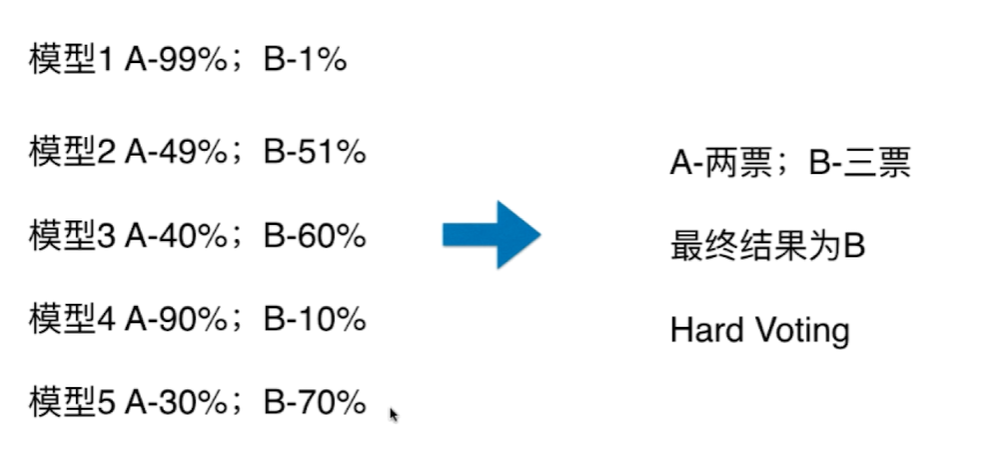 模型1 A-99%；B-1%
模型2 A-49%；B-51%
模型3 A-40%；B-60%
模型4 A-90%；B-10%
模型5 A-30%；B-70%
A-两票；B-三票
最终结果为B
Hard Voting